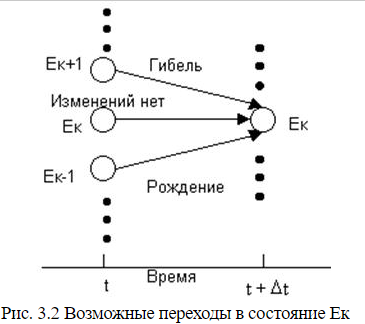 Ек+1
Гибель
Изменений нет
Ек
Ек
Ек-1
Рождение
Время
t
t + Δt
Рис. 3.2 Возможные переходы в состояние Ек